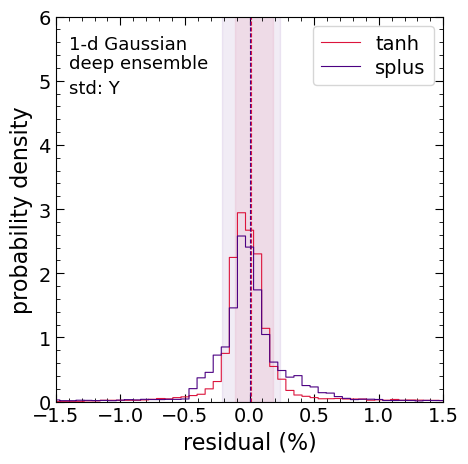 1-d Gaussian
deep ensemble
std: Y
tanh
splus
probability density
6
5
4
3
2
1
0
−1.5 −1.0 −0.5 0.0 0.5 1.0 1.5
residual (%)